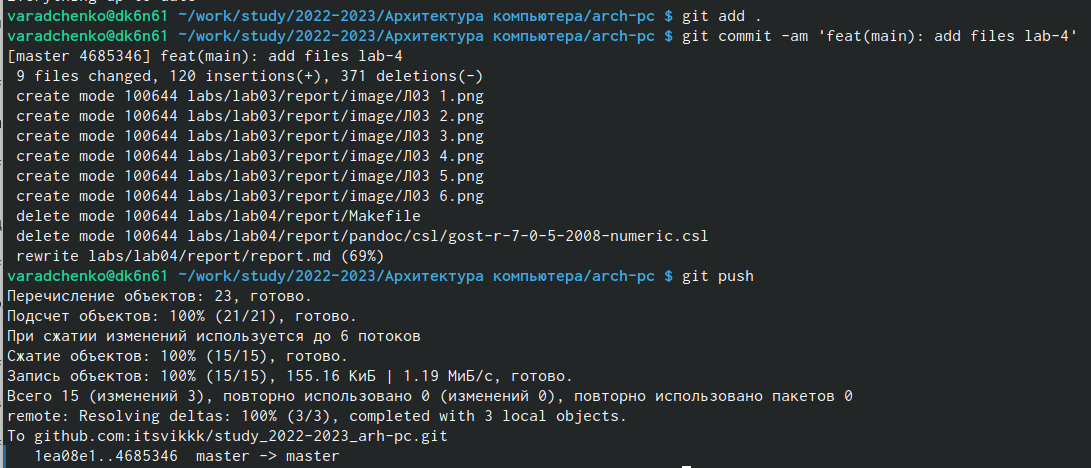 varadchenko@dk6n61 ~/work/study/2022-2023/Архитектура компьютера/arch-pc $ git add .
varadchenko@dk6n61 ~/work/study/2022-2023/Архитектура компьютера/arch-pc $ git commit -am 'feat(main): add files lab-4'
[master 4685346] feat(main): add files lab-4
 9 files changed, 120 insertions(+), 371 deletions(-)
 create mode 100644 labs/lab03/report/image/Л03 1.png
 create mode 100644 labs/lab03/report/image/Л03 2.png
 create mode 100644 labs/lab03/report/image/Л03 3.png
 create mode 100644 labs/lab03/report/image/Л03 4.png
 create mode 100644 labs/lab03/report/image/Л03 5.png
 create mode 100644 labs/lab03/report/image/Л03 6.png
 delete mode 100644 labs/lab04/report/Makefile
 delete mode 100644 labs/lab04/report/pandoc/csl/gost-r-7-0-5-2008-numeric.csl
 rewrite labs/lab04/report/report.md (69%)
varadchenko@dk6n61 ~/work/study/2022-2023/Архитектура компьютера/arch-pc $ git push
Перечисление объектов: 23, готово.
Подсчет объектов: 100% (21/21), готово.
При сжатии изменений используется до 6 потоков
Сжатие объектов: 100% (15/15), готово.
Запись объектов: 100% (15/15), 155.16 КиБ | 1.19 МиБ/с, готово.
Всего 15 (изменений 3), повторно использовано 0 (изменений 0), повторно использовано пакетов 0
remote: Resolving deltas: 100% (3/3), completed with 3 local objects.
To github.com:itsvikkk/study_2022-2023_arh-pc.git
   1ea08e1..4685346  master -> master